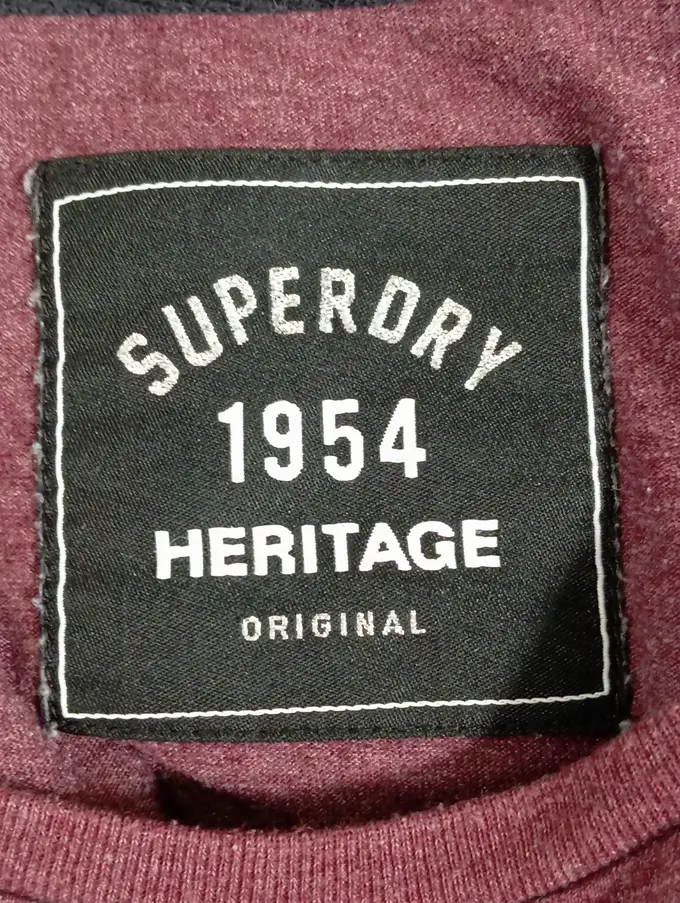 SUPERDRY
1954
HERITAGE
ORIGINAL